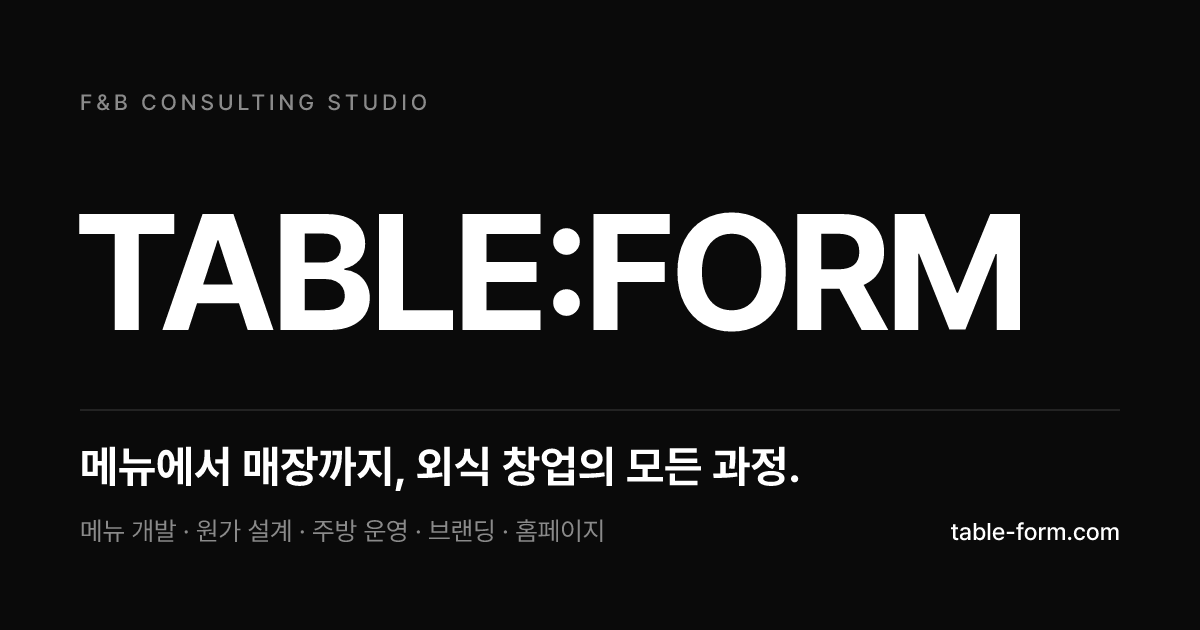 F&B CONSULTING STUDIO
TABLE:FORM
메뉴에서 매장까지, 외식 창업의 모든 과정.
메뉴 개발 · 원가 설계 · 주방 운영 · 브랜딩 · 홈페이지
table-form.com